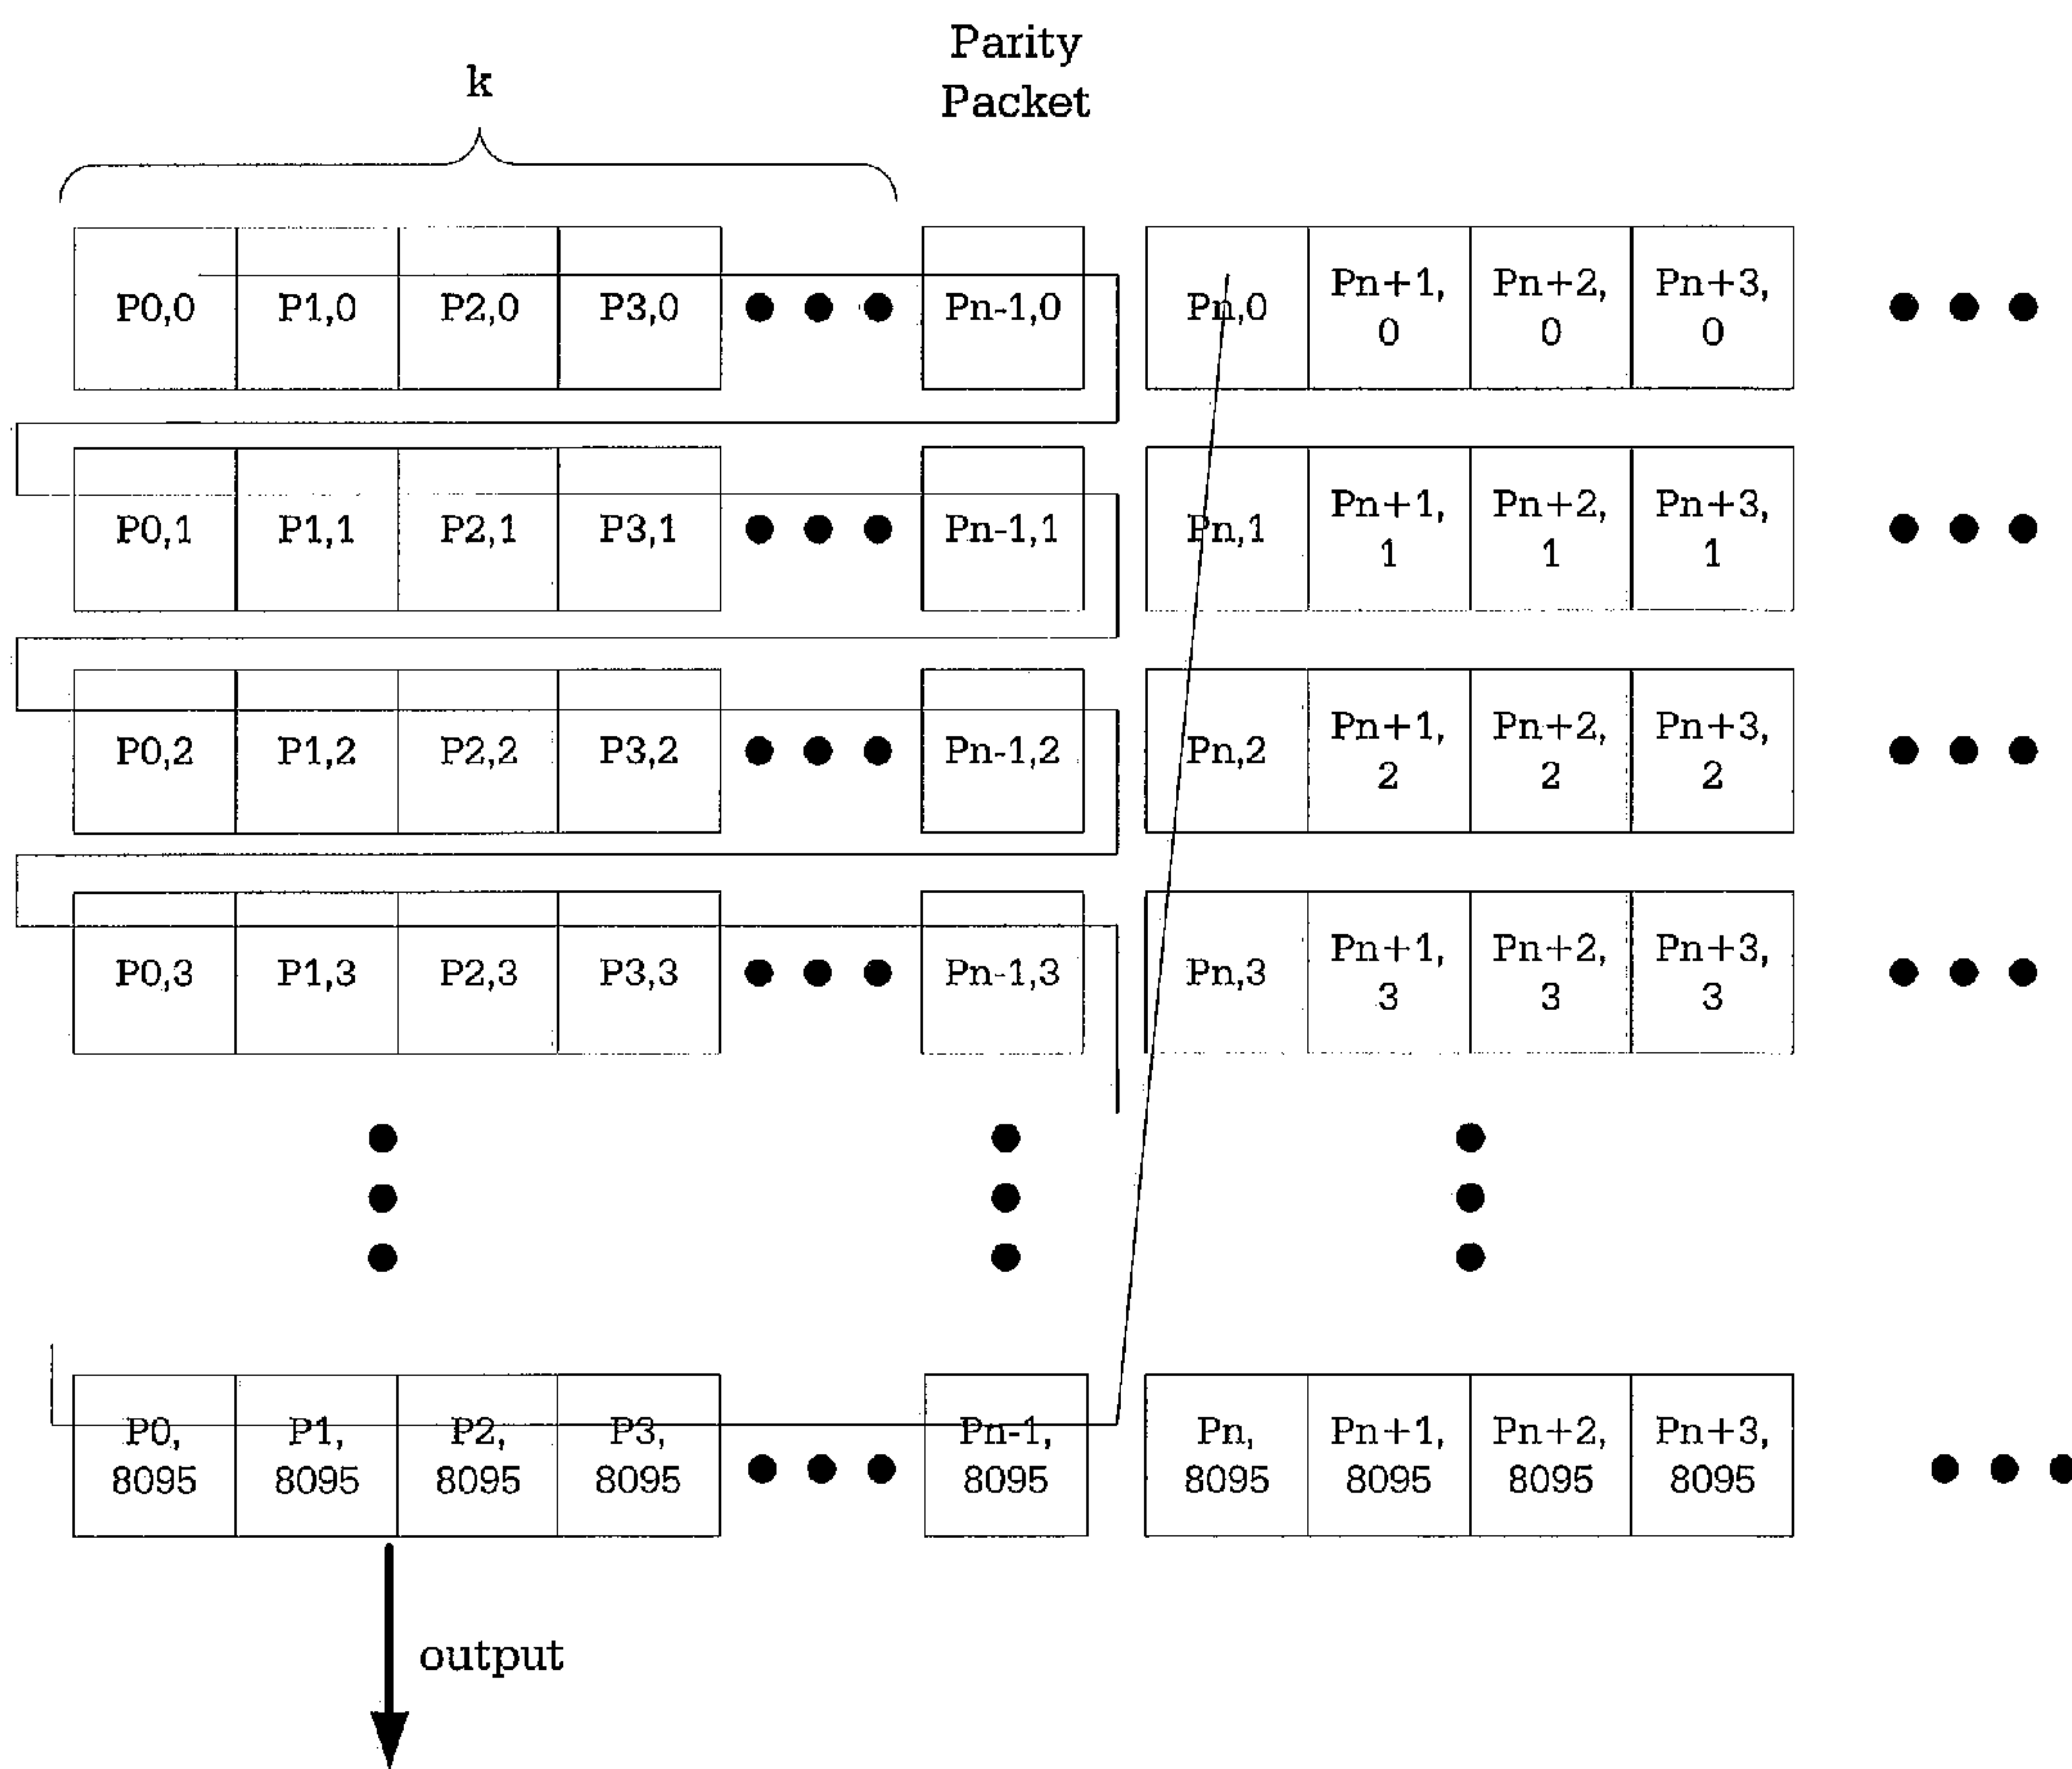 Parity
Packet
k
P0,0 P1,0 P2,0 P3,0 Pn-1,0 Pn,0 Pn+1, 0 Pn+2, 0 Pn+3, 0
P0,1 P1,1 P2,1 P3,1 Pn-1,1 Pn,1 Pn+1, 1 Pn+2, 1 Pn+3, 1
P0,2 P1,2 P2,2 P3,2 Pn-1,2 Pn,2 Pn+1, 2 Pn+2, 2 Pn+3, 2
P0,3 P1,3 P2,3 P3,3 Pn-1,3 Pn,3 Pn+1, 3 Pn+2, 3 Pn+3, 3
P0, 8095 P1, 8095 P2, 8095 P3, 8095 Pn-1, 8095 Pn, 8095 Pn+1, 8095 Pn+2, 8095 Pn+3, 8095
output